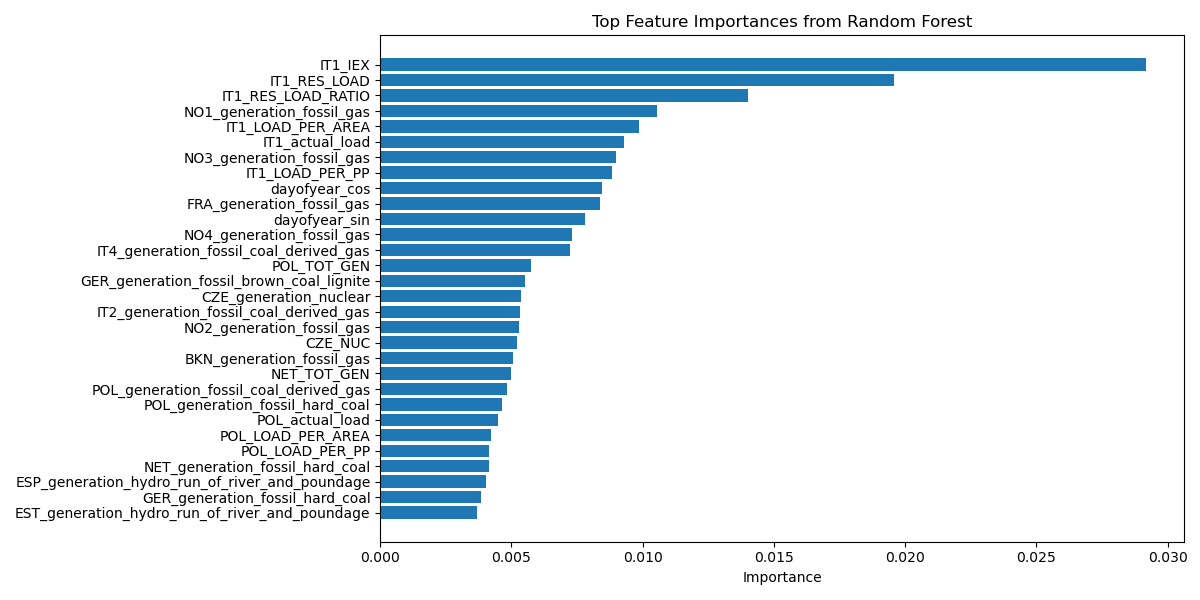 Top Feature Importances from Random Forest
IT1_IEX
IT1_RES_LOAD
IT1_RES_LOAD_RATIO
NO1_generation_fossil_gas
IT1_LOAD_PER_AREA
IT1_actual_load
NO3_generation_fossil_gas
IT1_LOAD_PER_PP
dayofyear_cos
FRA_generation_fossil_gas
dayofyear_sin
NO4_generation_fossil_gas
IT4_generation_fossil_coal_derived_gas
POL_TOT_GEN
GER_generation_fossil_brown_coal_lignite
CZE_generation_nuclear
IT2_generation_fossil_coal_derived_gas
NO2_generation_fossil_gas
CZE_NUC
BKN_generation_fossil_gas
NET_TOT_GEN
POL_generation_fossil_coal_derived_gas
POL_generation_fossil_hard_coal
POL_actual_load
POL_LOAD_PER_AREA
POL_LOAD_PER_PP
NET_generation_fossil_hard_coal
ESP_generation_hydro_run_of_river_and_poundage
GER_generation_fossil_hard_coal
EST_generation_hydro_run_of_river_and_poundage
0.000 0.005 0.010 0.015 0.020 0.025 0.030
Importance